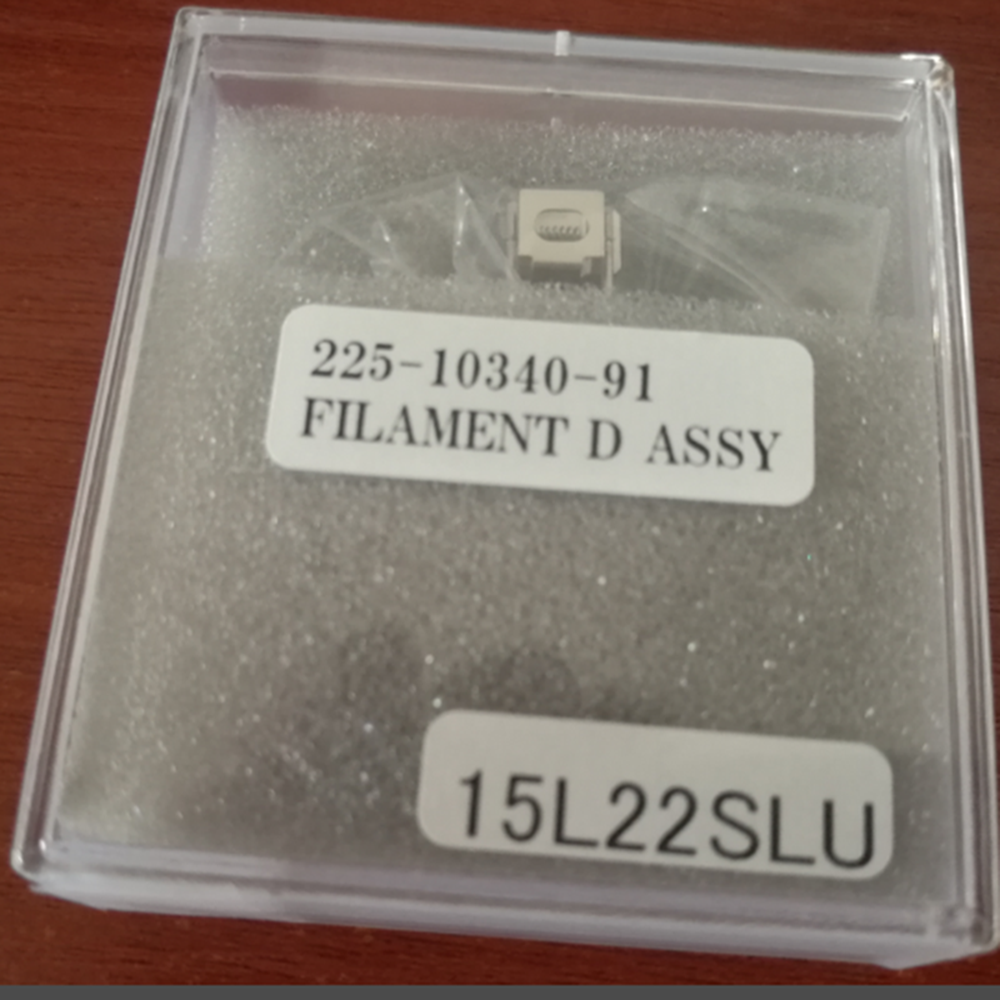 225-10340-91
FILAMENT D ASSY
15L22SLU